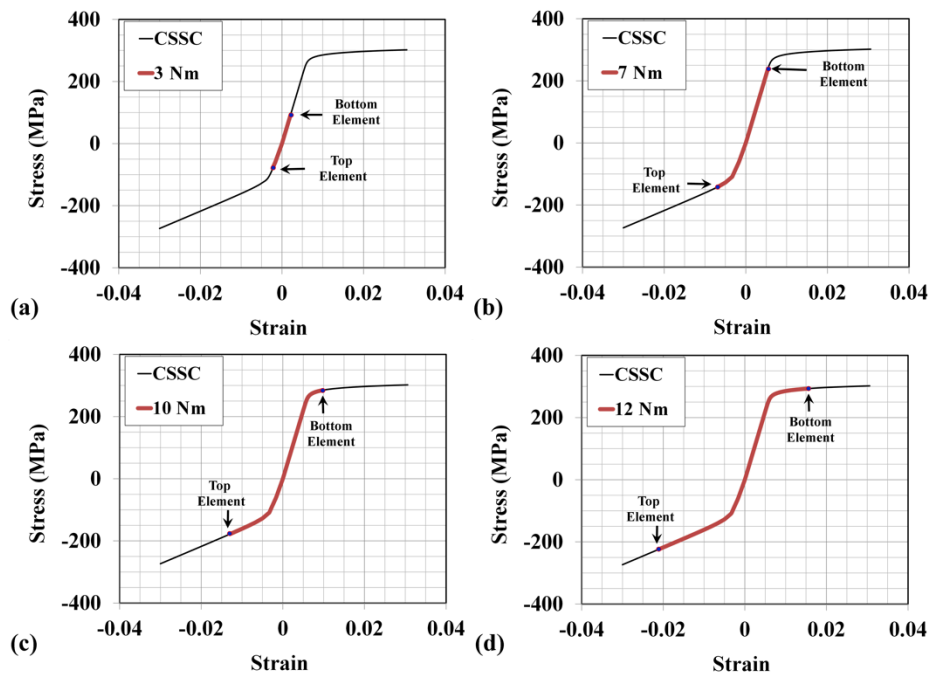 400
CSSC
3 Nm
200
Bottom
Element
0
Top
Element
-200
-400
-0.04
-0.02
0
0.02
0.04
Stress (MPa)
Strain
(a)
400
CSSC
7 Nm
200
Bottom
Element
0
Top
Element
-200
-400
-0.04
-0.02
0
0.02
0.04
Stress (MPa)
Strain
(b)
400
CSSC
10 Nm
200
Bottom
Element
0
Top
Element
-200
-400
-0.04
-0.02
0
0.02
0.04
Stress (MPa)
Strain
(c)
400
CSSC
12 Nm
200
Bottom
Element
0
Top
Element
-200
-400
-0.04
-0.02
0
0.02
0.04
Stress (MPa)
Strain
(d)